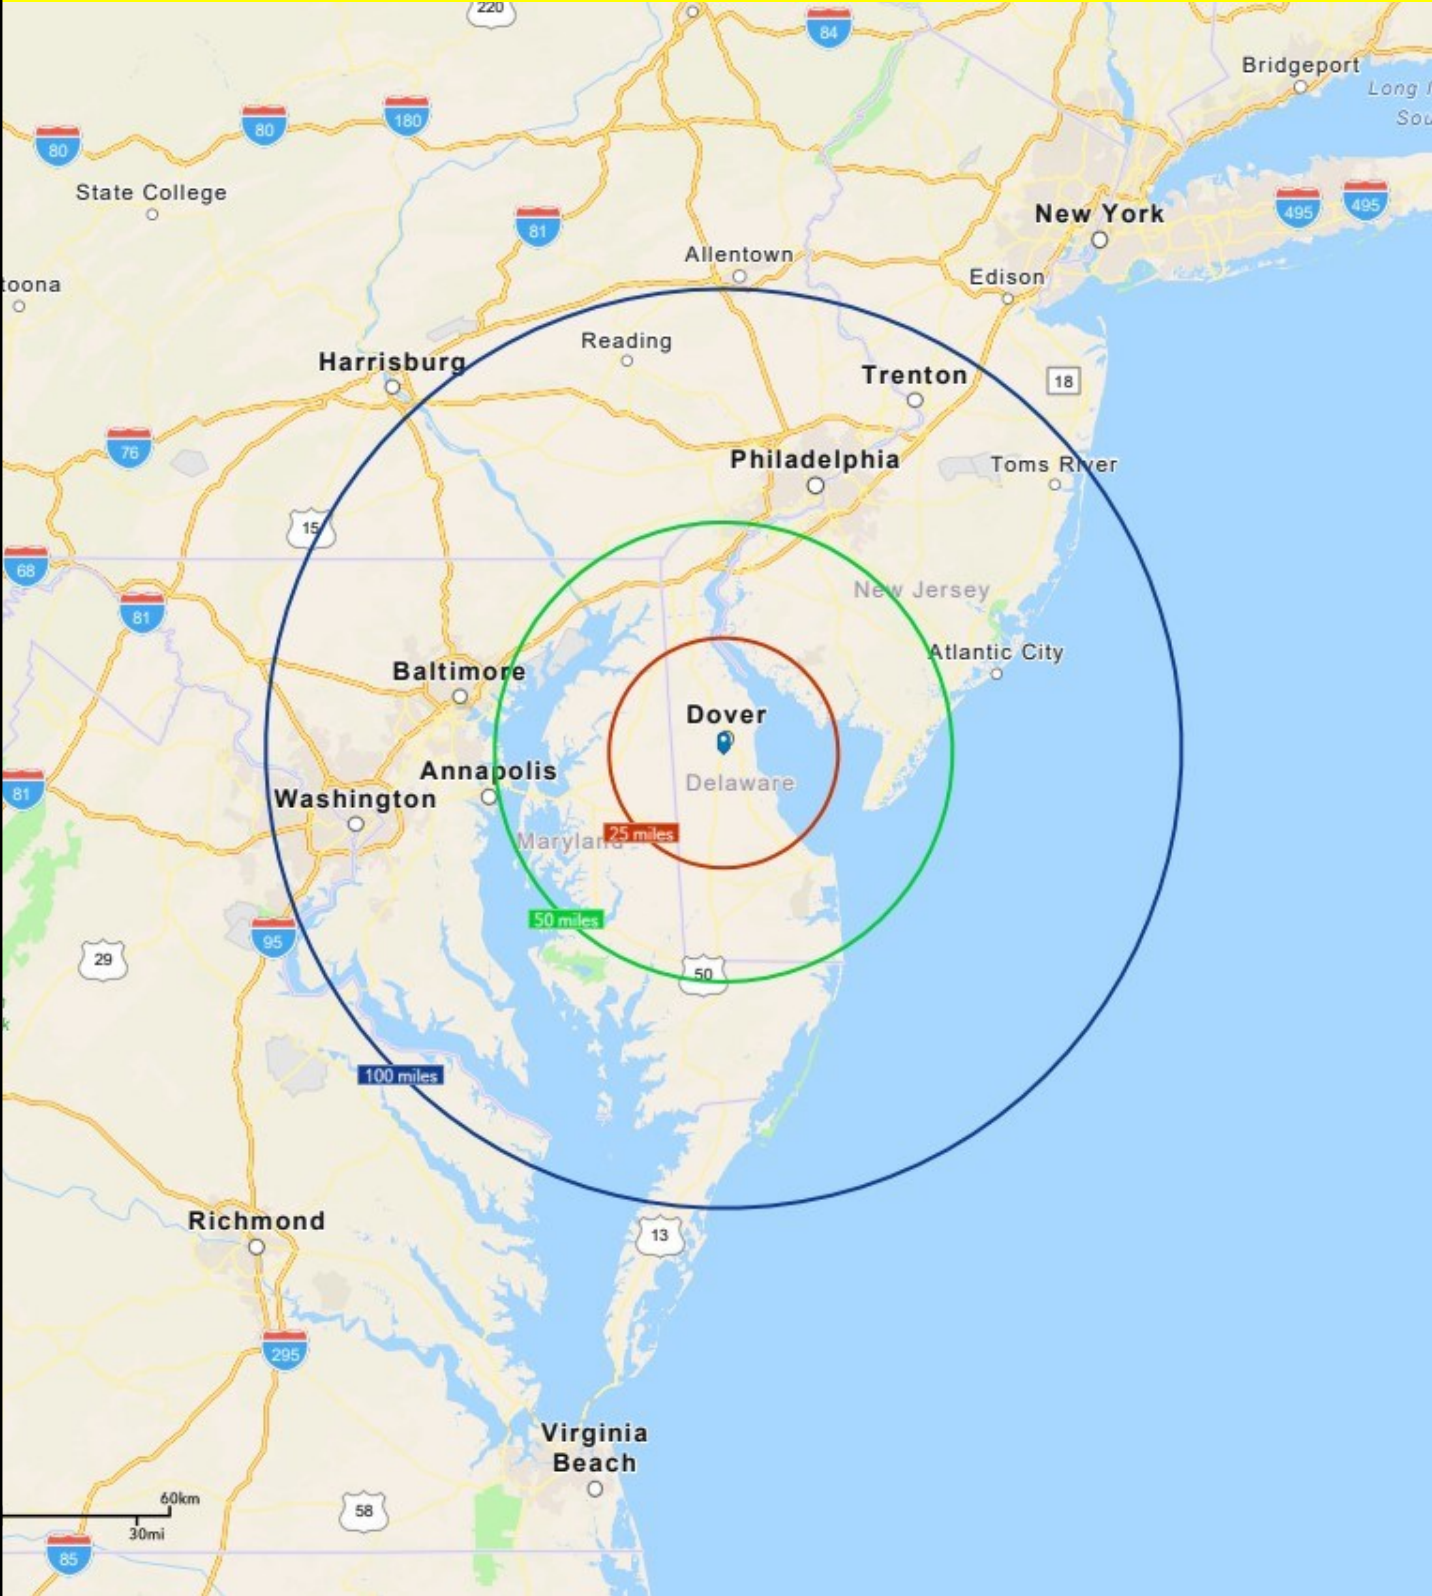 220
84
Bridgeport
Long I
Sou
80
180
80
State College
495
495
New York
81
Allentown
Edison
toona
Reading
Harrisburg
Trenton
18
76
Philadelphia
Toms River
15
68
New Jersey
81
Atlantic City
Baltimore
Dover
Annapolis
Delaware
81
Washington
25 miles
Maryland
50 miles
95
29
50
k
100 miles
Richmond
13
295
Virginia
Beach
60km
58
30mi
85